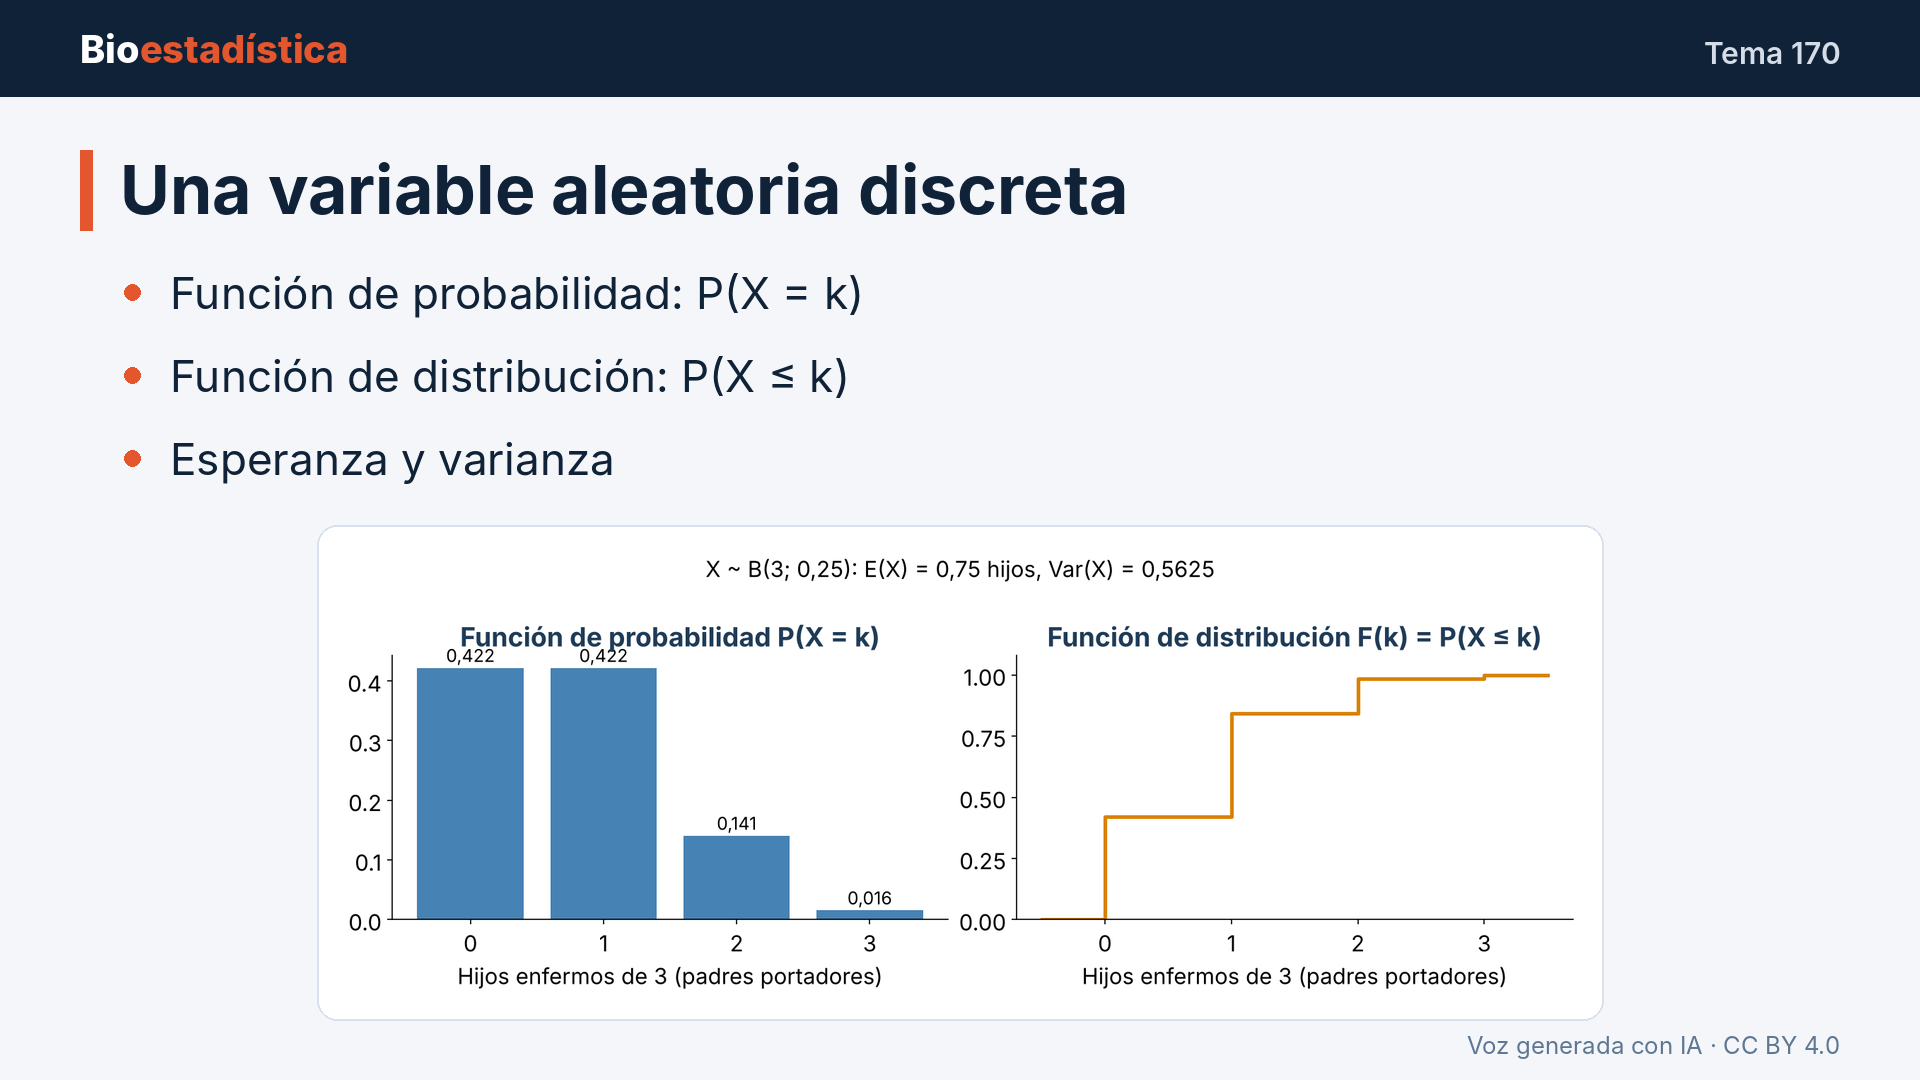 Bioestadística
Tema 170
Una variable aleatoria discreta
Función de probabilidad: P(X = k)
Función de distribución: P(X ≤ k)
Esperanza y varianza
X ~ B(3; 0,25): E(X) = 0,75 hijos, Var(X) = 0,5625
Función de probabilidad P(X = k)
0,422
0,422
0,141
0,016
0.4
0.3
0.2
0.1
0.0
0
1
2
3
Hijos enfermos de 3 (padres portadores)
Función de distribución F(k) = P(X ≤ k)
1.00
0.75
0.50
0.25
0.00
0
1
2
3
Hijos enfermos de 3 (padres portadores)
Voz generada con IA · CC BY 4.0